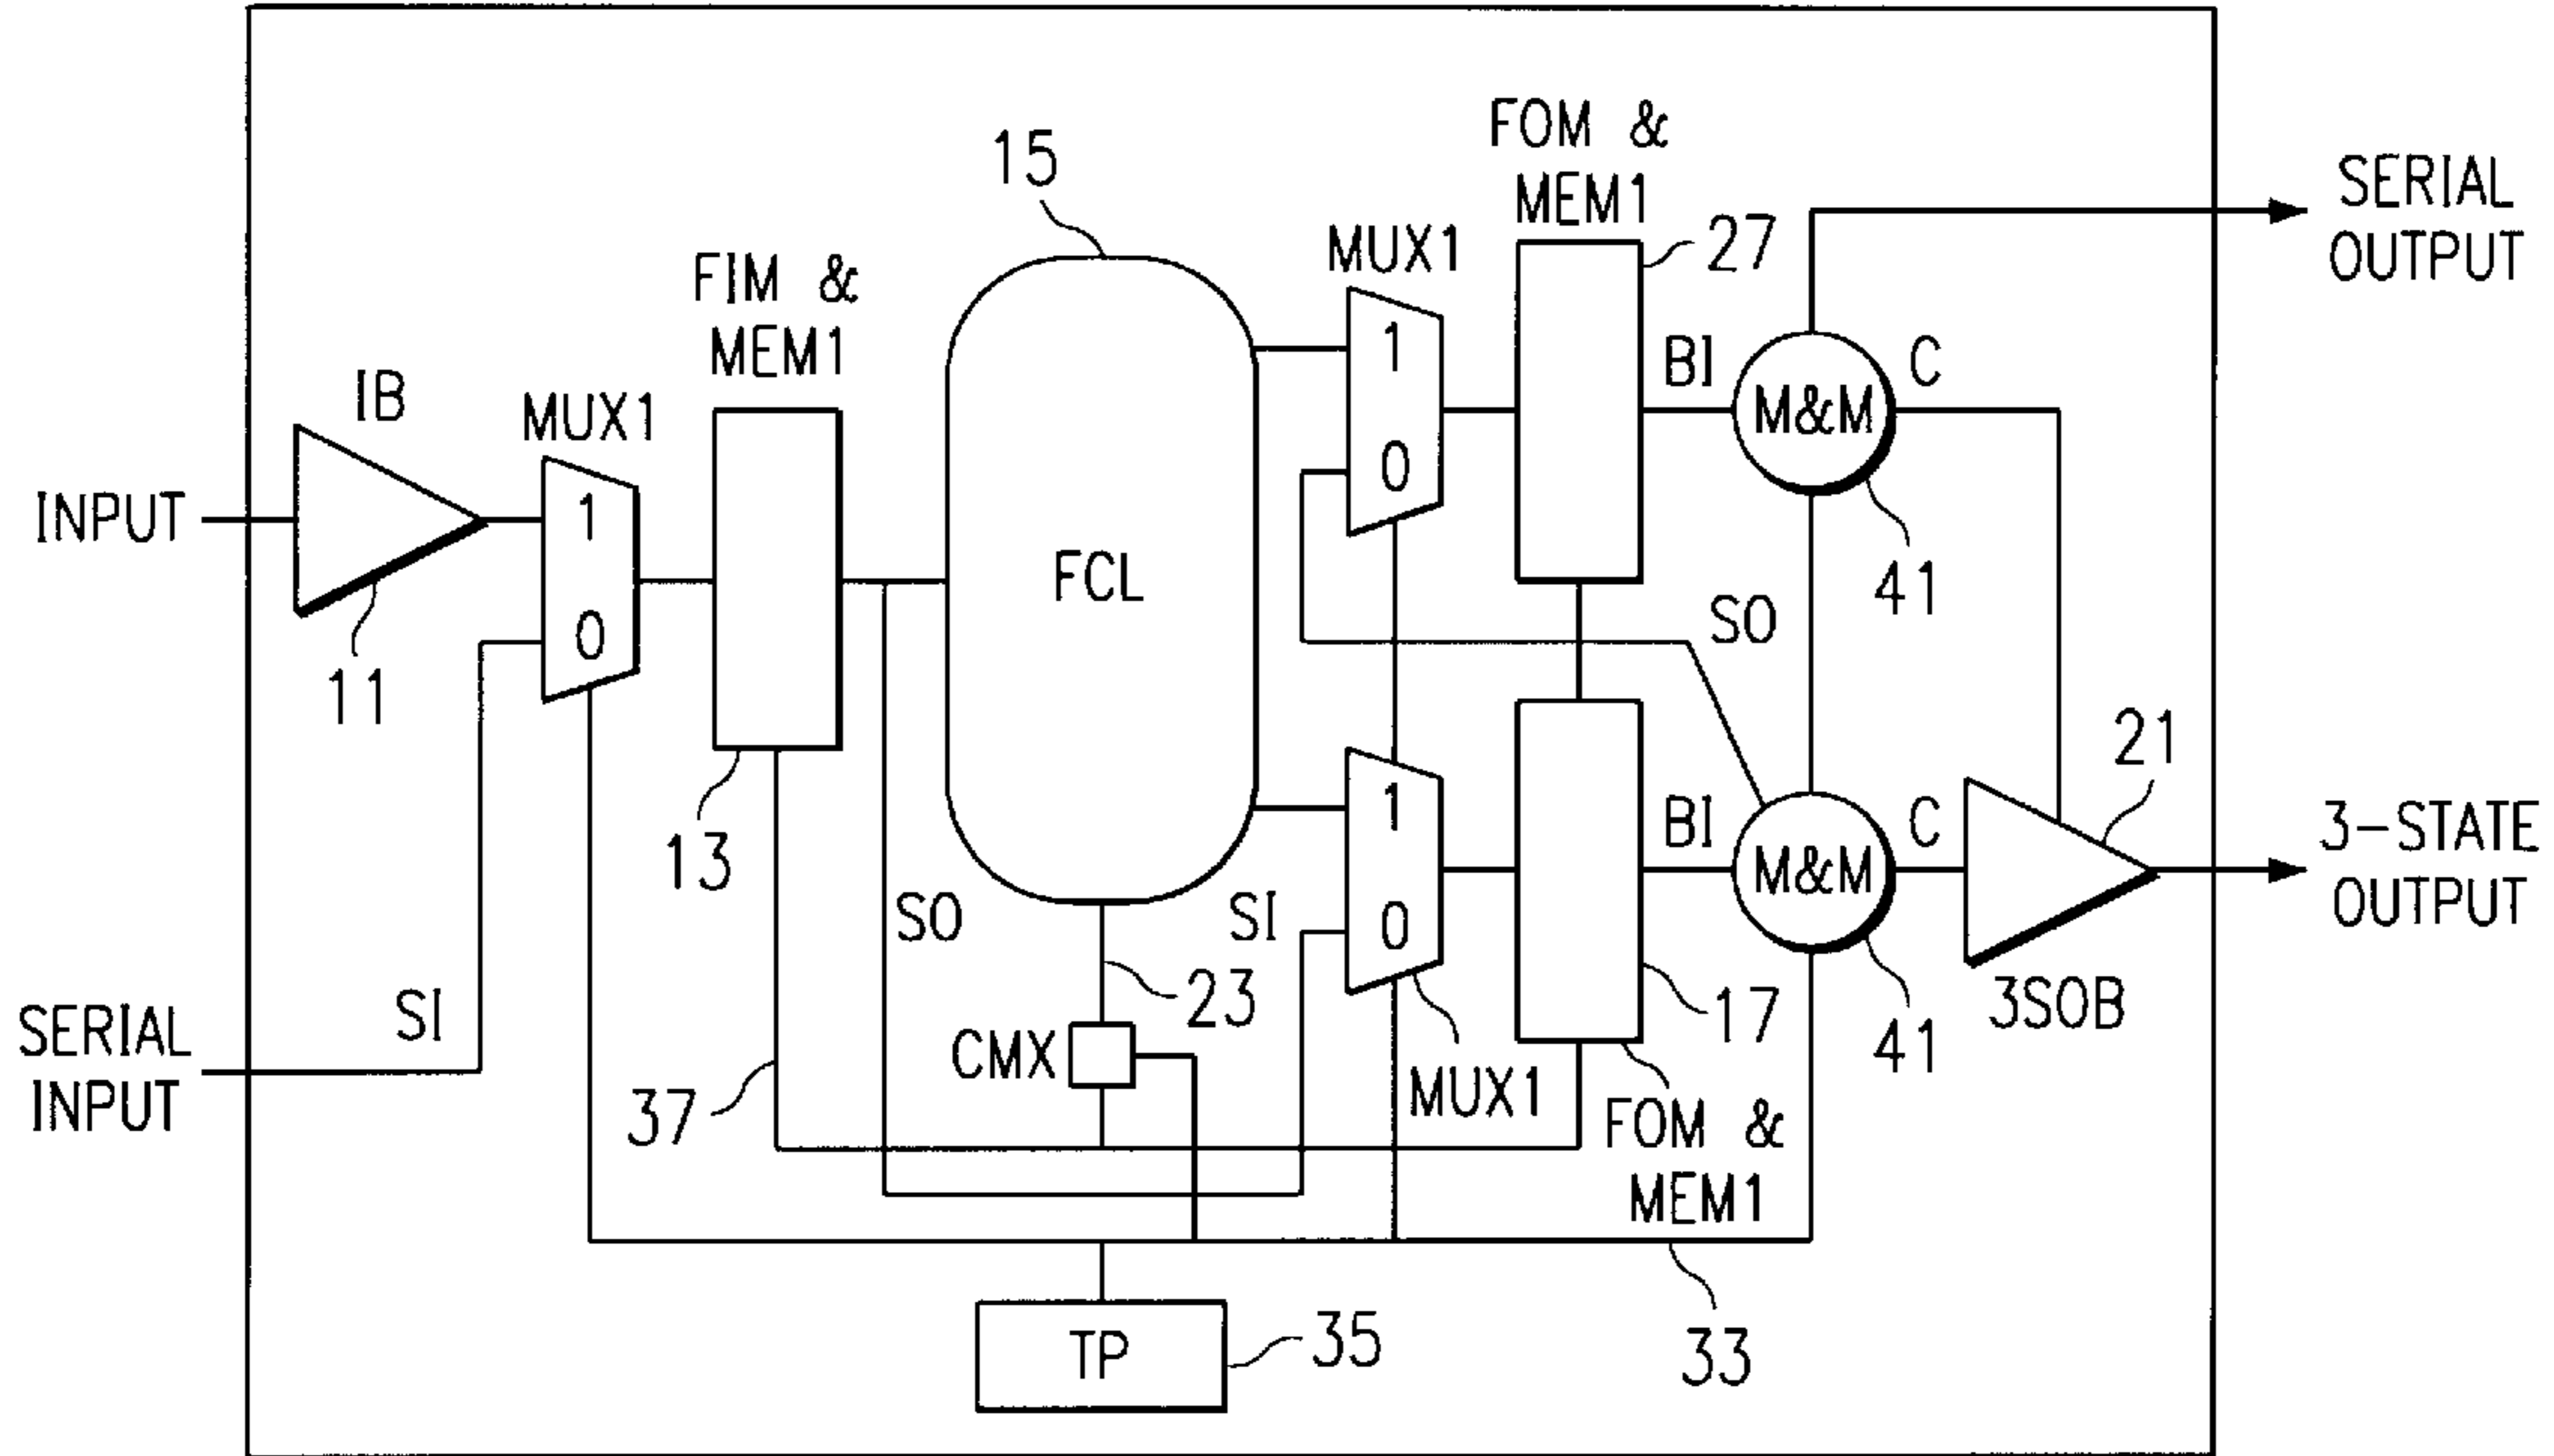 FOM &
MEM1
27
15
MUX1
SERIAL
OUTPUT
FIM &
MEM1
1
0
BI
M&M
C
41
IB
MUX1
1
0
INPUT
11
FCL
SO
13
SO
SI
1
0
BI
M&M
C
21
3-STATE
OUTPUT
41
3SOB
17
23
CMX
MUX1
FOM &
MEM1
SI
SERIAL
INPUT
37
TP
35
33